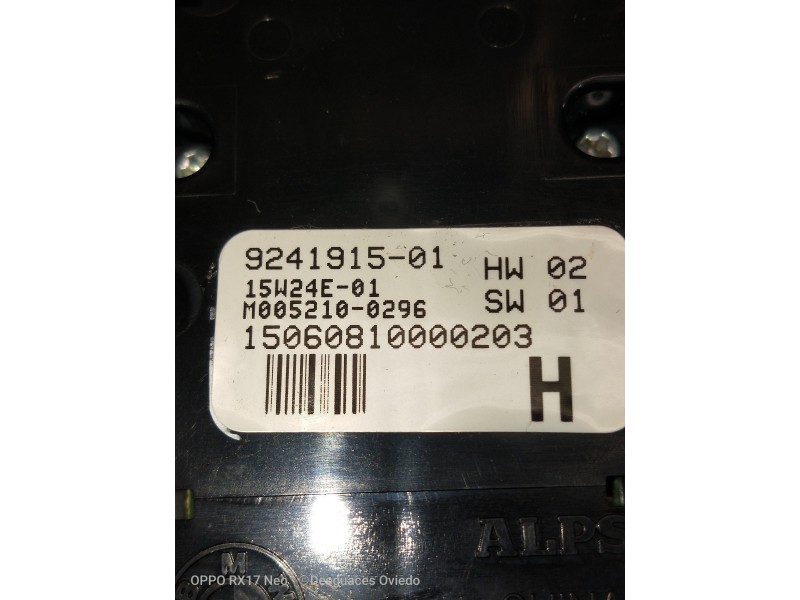 9241915-01
HW 02
15W24E-01
M005210-0296
SW 01
15060810000203
H
ALPS
M
OPPO RX17 Neo ©Desguaces Oviedo